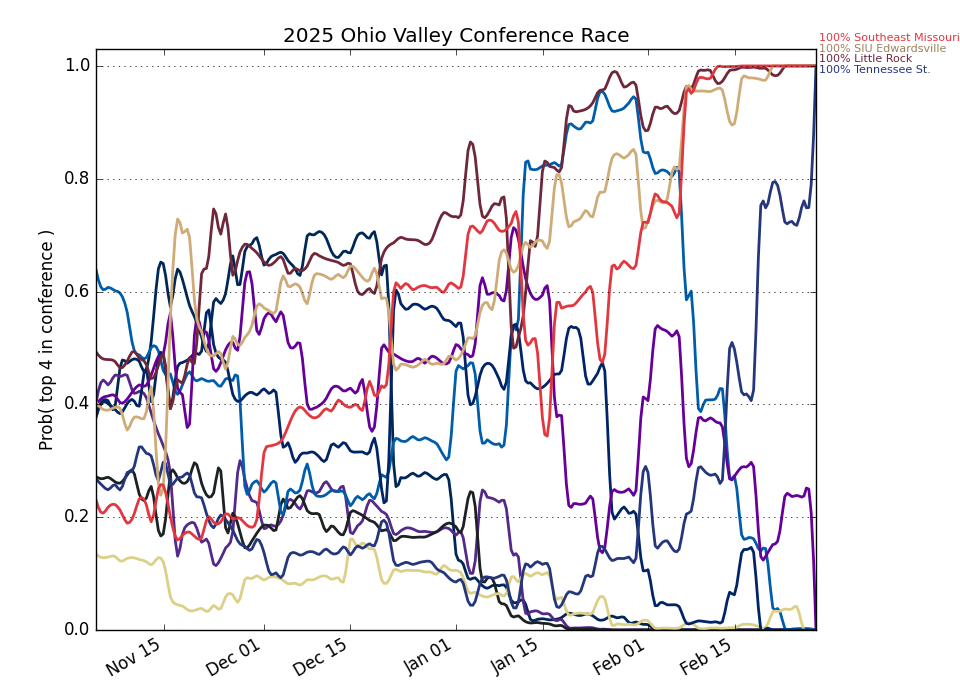 2025 Ohio Valley Conference Race
100% Southeast Missouri
100% SIU Edwardsville
100% Little Rock
100% Tennessee St.
1.0
0.8
0.6
0.4
0.2
0.0
Prob( top 4 in conference )
Nov 15
Dec 01
Dec 15
Jan 01
Jan 15
Feb 01
Feb 15